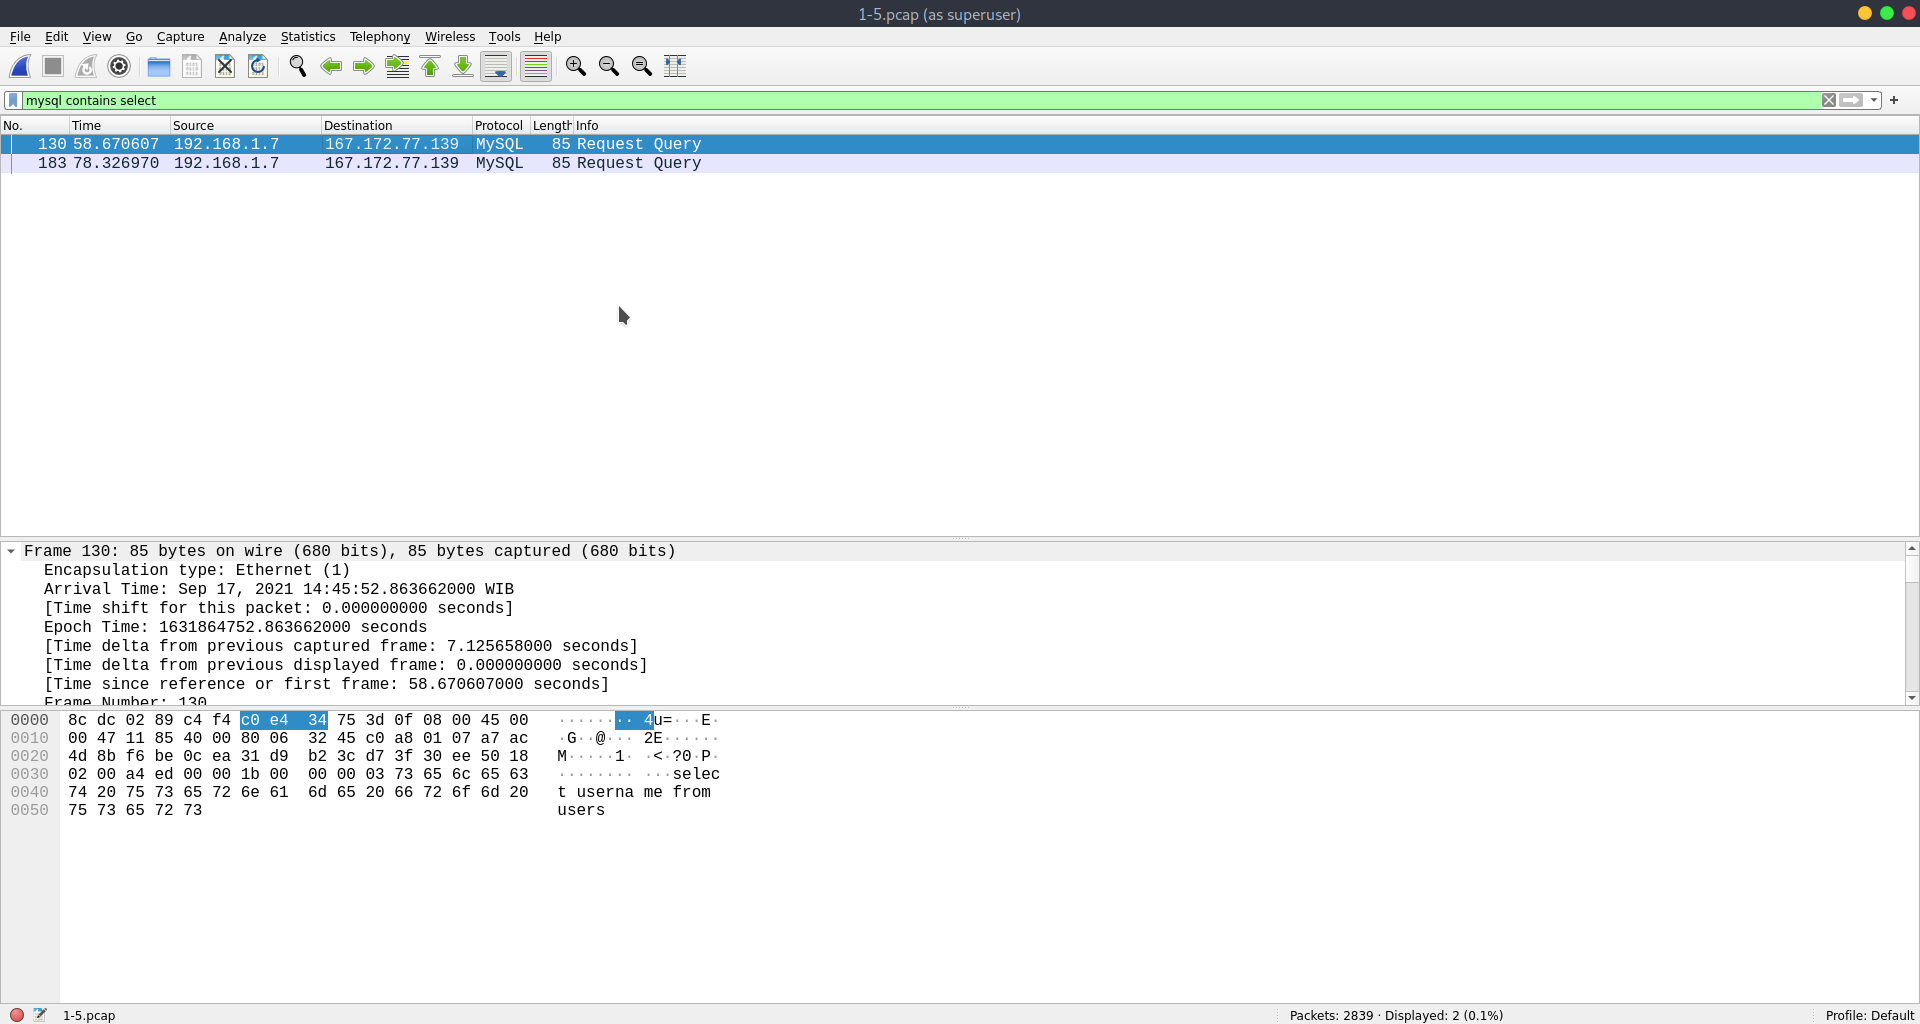 1-5.pcap (as superuser)
File Edit View Go Capture Analyze Statistics Telephony Wireless Tools Help
mysql contains select
No. Time Source Destination Protocol Length Info
130 58.670607 192.168.1.7 167.172.77.139 MySQL 85 Request Query
183 78.326970 192.168.1.7 167.172.77.139 MySQL 85 Request Query
Frame 130: 85 bytes on wire (680 bits), 85 bytes captured (680 bits)
Encapsulation type: Ethernet (1)
Arrival Time: Sep 17, 2021 14:45:52.863662000 WIB
[Time shift for this packet: 0.000000000 seconds]
Epoch Time: 1631864752.863662000 seconds
[Time delta from previous captured frame: 7.125658000 seconds]
[Time delta from previous displayed frame: 0.000000000 seconds]
[Time since reference or first frame: 58.670607000 seconds]
Frame Number: 130
0000 8c dc 02 89 c4 f4 c0 e4 34 75 3d 0f 08 00 45 00 ········ 4u=···E·
0010 00 47 11 85 40 00 80 06 32 45 c0 a8 01 07 a7 ac ·G··@··· 2E······
0020 4d 8b f6 be 0c ea 31 d9 b2 3c d7 3f 30 ee 50 18 M·····1· ·<·?0·P·
0030 02 00 a4 ed 00 00 1b 00 00 00 03 73 65 6c 65 63 ········ ···selec
0040 74 20 75 73 65 72 6e 61 6d 65 20 66 72 6f 6d 20 t userna me from
0050 75 73 65 72 73 users
1-5.pcap Packets: 2839 · Displayed: 2 (0.1%) Profile: Default